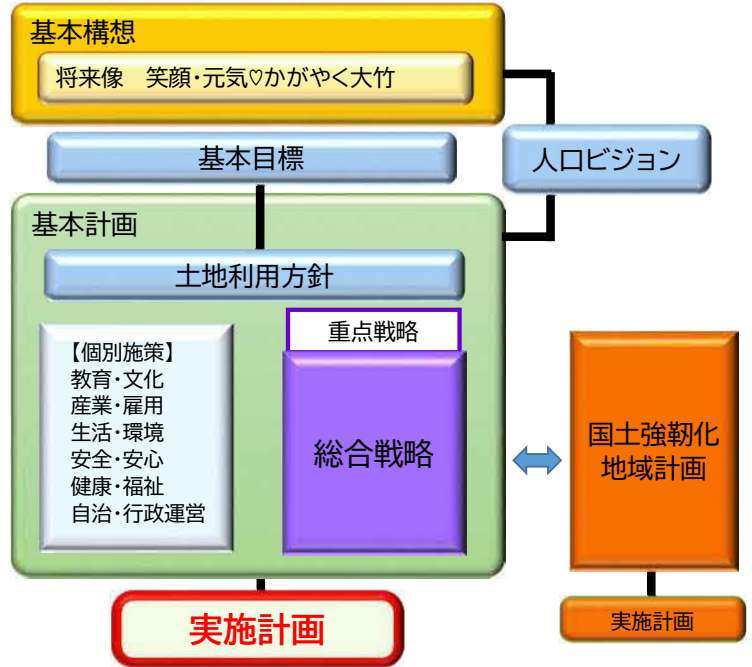 基本構想
将来像　笑顔・元気♡かがやく大竹
基本目標
人口ビジョン
基本計画
土地利用方針
【個別施策】
教育・文化
産業・雇用
生活・環境
安全・安心
健康・福祉
自治・行政運営
重点戦略
総合戦略
国土強靭化
地域計画
実施計画
実施計画